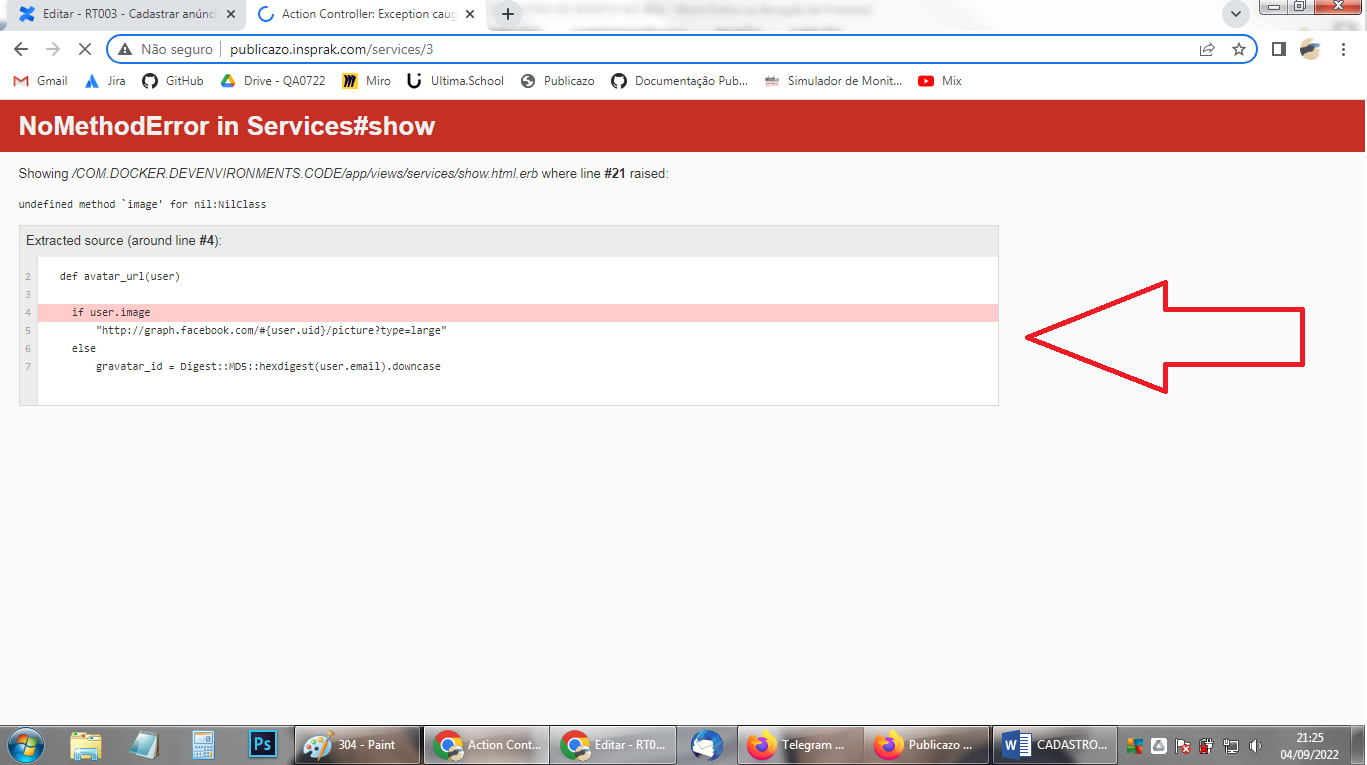 Editar - RT003 - Cadastrar anúnci
Action Controller: Exception caug
Não seguro
publicazo.insprak.com/services/3
Gmail
Jira
GitHub
Drive - QA0722
Miro
Ultima.School
Publicazo
Documentação Pub...
Simulador de Monit...
Mix
NoMethodError in Services#show
Showing /COM.DOCKER.DEVENVIRONMENTS.CODE/app/views/services/show.html.erb where line #21 raised:
undefined method `image' for nil:NilClass
Extracted source (around line #4):
2 def avatar_url(user)
3
4 if user.image
5 "http://graph.facebook.com/#{user.uid}/picture?type=large"
6 else
7 gravatar_id = Digest::MD5::hexdigest(user.email).downcase
Ps
304 - Paint
Action Cont...
Editar - RT0...
Telegram ...
Publicazo ...
W
CADASTRO...
21:25
04/09/2022